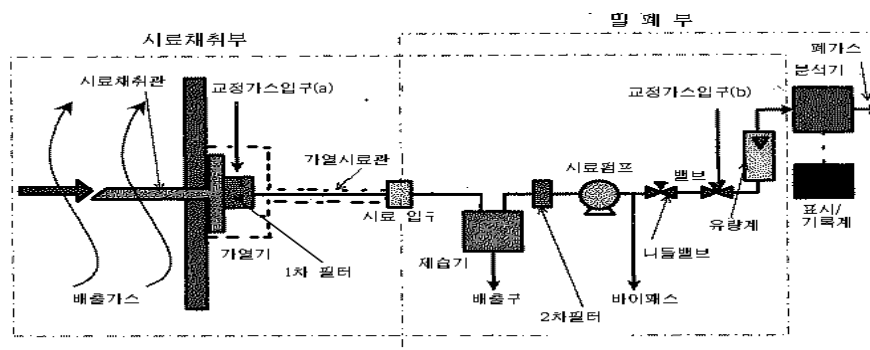 밀 폐 부
시료채취부
폐가스
분석기
시료채취관
교정가스입구(a)
교정가스입구(b)
가열시료관
시료펌프
밸브
시료 입구
유량계
표시/
기록계
가열기
1차 필터
제습기
니들밸브
배출가스
배출구
2차필터
바이패스